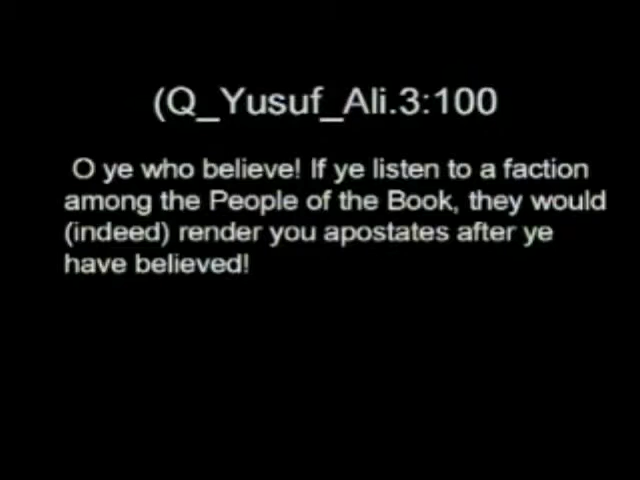 (Q_Yusuf_Ali.3:100
O ye who believe! If ye listen to a faction
among the People of the Book, they would
(indeed) render you apostates after ye
have believed!